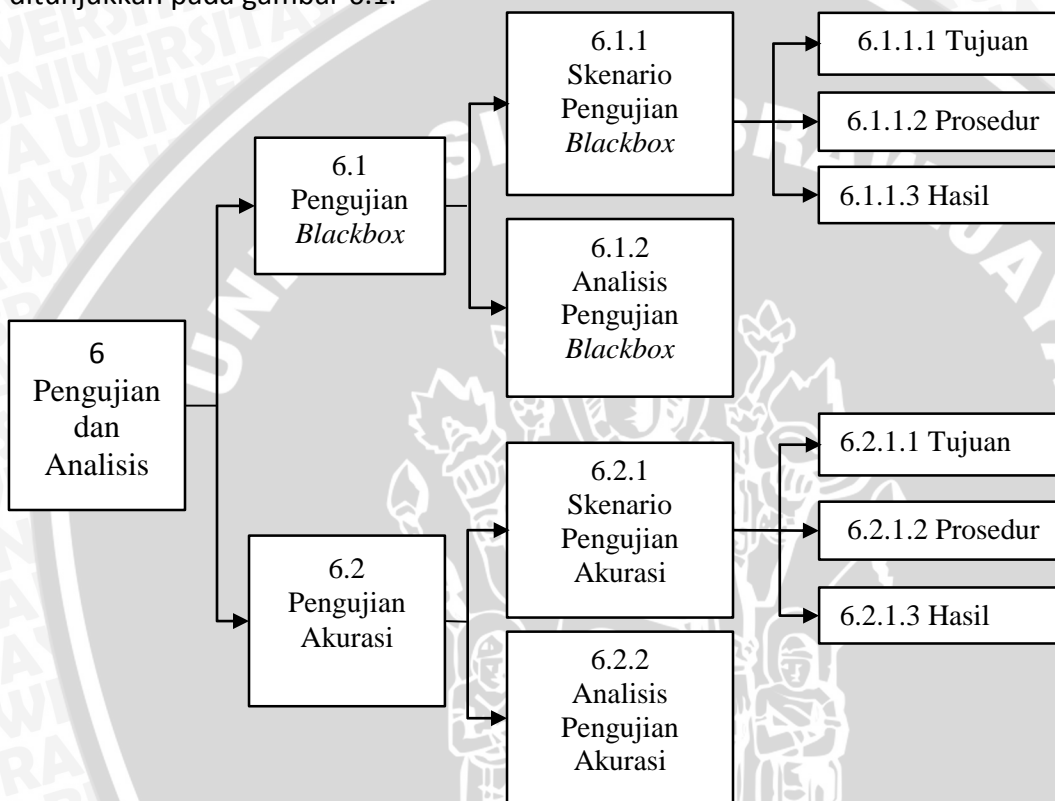 ditunjukkan pada gambar 6.1.
6
Pengujian
dan
Analisis
6.1
Pengujian
Blackbox
6.1.1
Skenario
Pengujian
Blackbox
6.1.1.1 Tujuan
6.1.1.2 Prosedur
6.1.1.3 Hasil
6.1.2
Analisis
Pengujian
Blackbox
6.2
Pengujian
Akurasi
6.2.1
Skenario
Pengujian
Akurasi
6.2.1.1 Tujuan
6.2.1.2 Prosedur
6.2.1.3 Hasil
6.2.2
Analisis
Pengujian
Akurasi